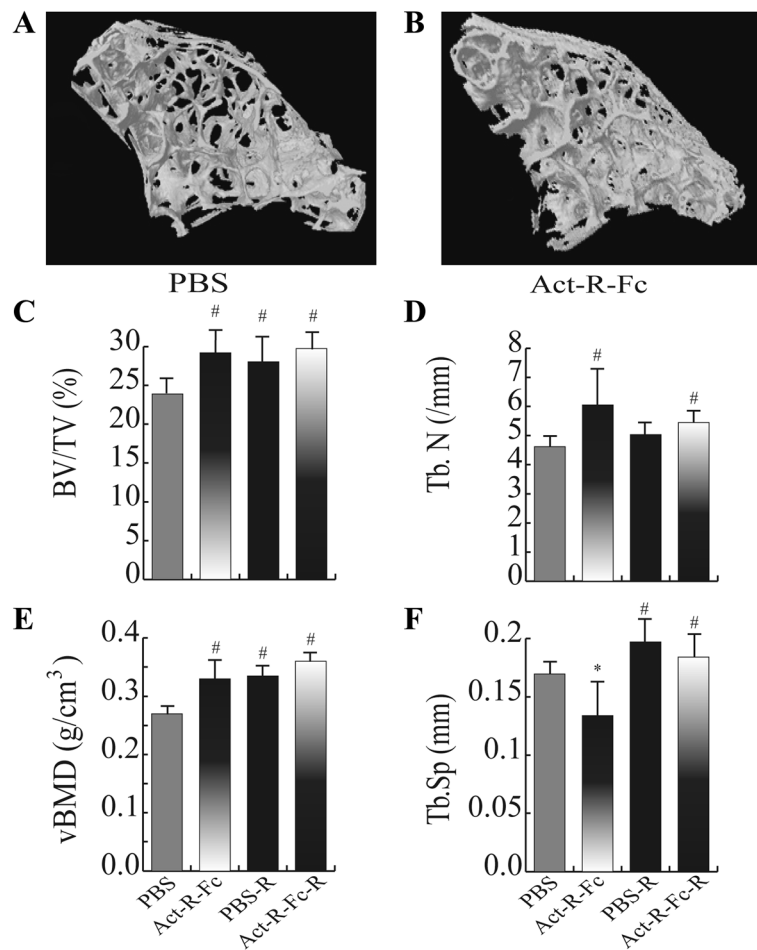 A
B
PBS
Act-R-Fc
C
BV/TV (%)
30
25
20
15
10
5
0
#
#
#
D
Tb. N (/mm)
8
7
6
5
4
3
2
1
0
#
#
E
vBMD (g/cm³)
0.4
0.3
0.2
0.1
0.0
#
#
#
PBS
Act-R-Fc
PBS-R
Act-R-Fc-R
F
Tb.Sp (mm)
0.2
0.15
0.1
0.05
0.0
*
#
#
PBS
Act-R-Fc
PBS-R
Act-R-Fc-R